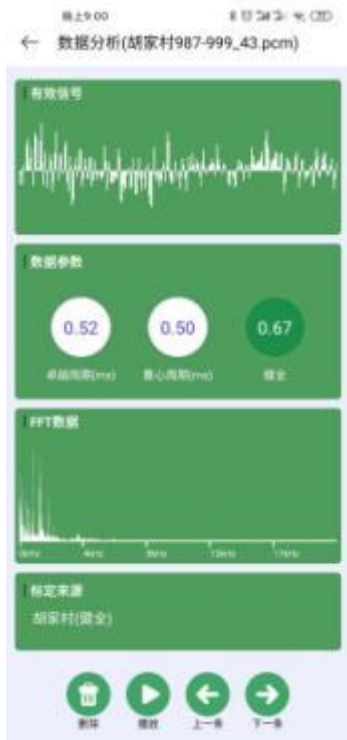 晚上9:00
数据分析(胡家村987-999_43.pcm)
有效信号
数据参数
0.52
0.50
0.67
卓越周期(ms)
重心周期(ms)
健全
FFT数据
0kHz
4kHz
8kHz
13kHz
17kHz
标定来源
胡家村(健全)
删除
播放
上一条
下一条